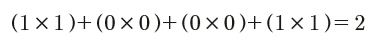 (1 × 1) + (0 × 0) + (0 × 0) + (1 × 1) = 2